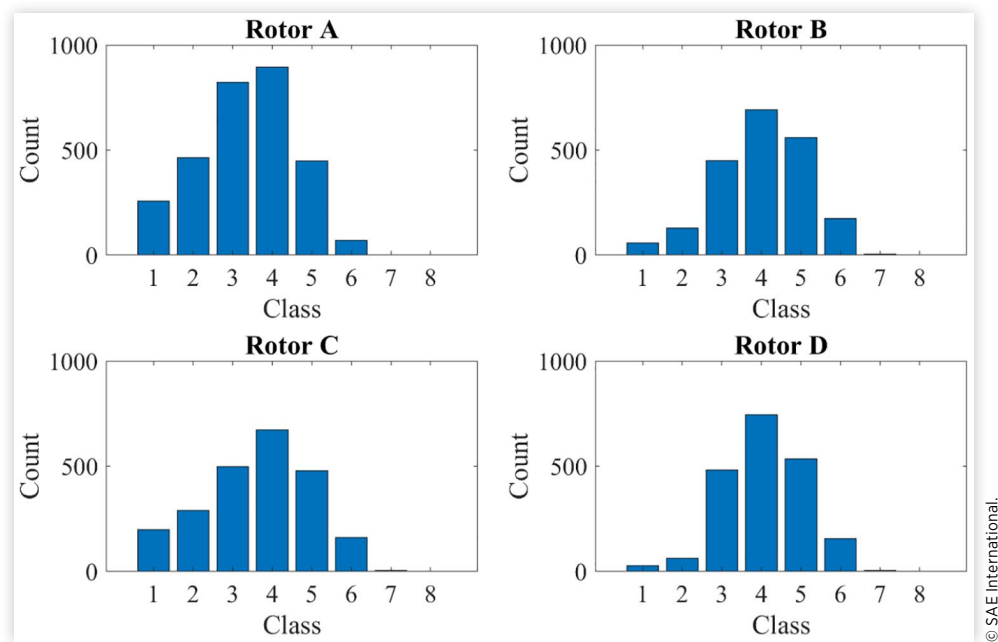 Rotor A
1000
500
0
Count
1 2 3 4 5 6 7 8
Class
Rotor B
1000
500
0
Count
1 2 3 4 5 6 7 8
Class
Rotor C
1000
500
0
Count
1 2 3 4 5 6 7 8
Class
Rotor D
1000
500
0
Count
1 2 3 4 5 6 7 8
Class
© SAE International.